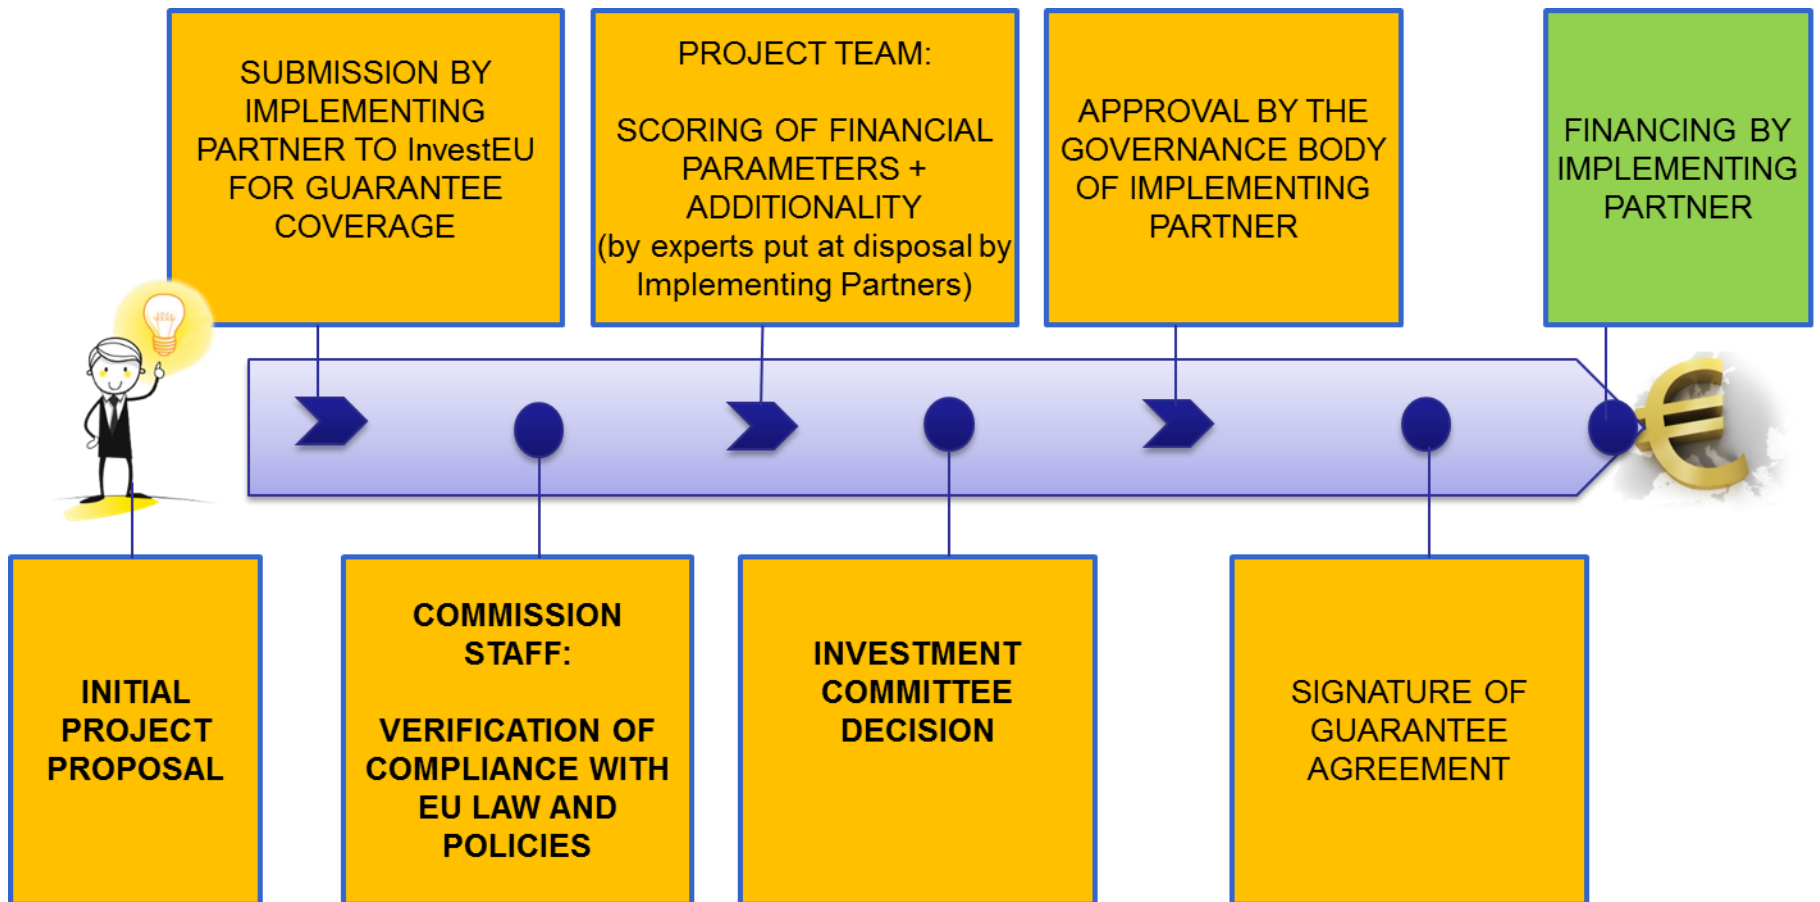 SUBMISSION BY
IMPLEMENTING
PARTNER TO InvestEU
FOR GUARANTEE
COVERAGE
PROJECT TEAM:
SCORING OF FINANCIAL
PARAMETERS +
ADDITIONALITY
(by experts put at disposal by
Implementing Partners)
APPROVAL BY THE
GOVERNANCE BODY
OF IMPLEMENTING
PARTNER
FINANCING BY
IMPLEMENTING
PARTNER
€
INITIAL
PROJECT
PROPOSAL
COMMISSION
STAFF:
VERIFICATION OF
COMPLIANCE WITH
EU LAW AND
POLICIES
INVESTMENT
COMMITTEE
DECISION
SIGNATURE OF
GUARANTEE
AGREEMENT